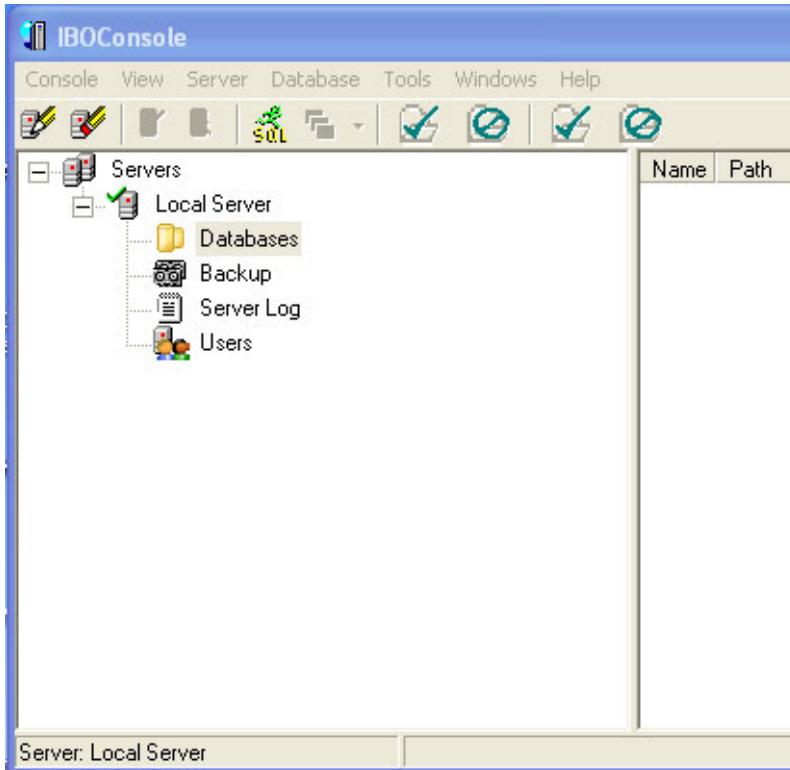 IBOConsole
Console View Server Database Tools Windows Help
SQL
Servers
Name Path
Local Server
Databases
Backup
Server Log
Users
Server: Local Server